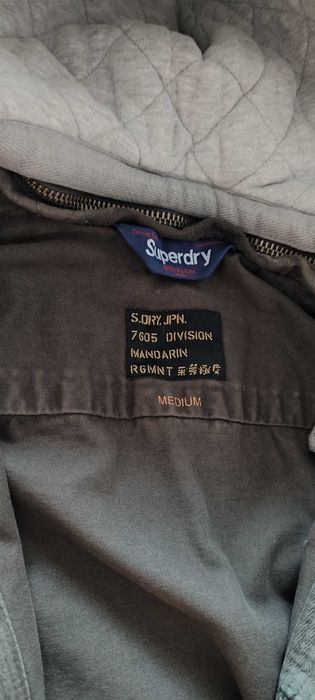 Superdry
S.DRY. JPN.
7605 DIVISION
MANDARIN
RGMNT
MEDIUM